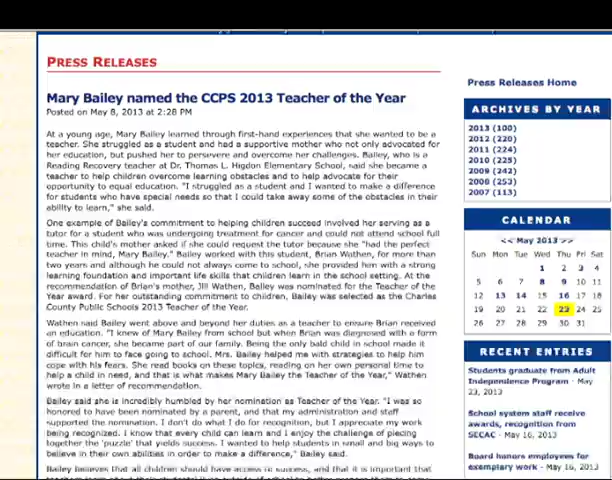 PRESS RELEASES
Mary Bailey named the CCPS 2013 Teacher of the Year
Posted on May 8, 2013 at 2:28 PM
At a young age, Mary Bailey learned through first-hand experiences that she wanted to be a
teacher. She struggled as a student and had a supportive mother who not only advocated for
her education, but pushed her to persevere and overcome her challenges. Bailey, who is a
Reading Recovery teacher at Dr. Thomas L. Higdon Elementary School, said she became a
teacher to help children overcome learning obstacles and to help advocate for their
opportunity to equal education. "I struggled as a student and I wanted to make a difference
for students who have special needs so that I could take away some of the obstacles in their
ability to learn," she said.
One example of Bailey's commitment to helping children succeed involved her serving as a
tutor for a student who was undergoing treatment for cancer and could not attend school full
time. This child's mother asked if she could request the tutor because she "had the perfect
teacher in mind, Mary Bailey." Bailey worked with this student, Brian Wathen, for more than
two years and although he could not always come to school, she provided him with a strong
learning foundation and important life skills that children learn in the school setting. At the
recommendation of Brian's mother, Jill Wathen, Bailey was nominated for the Teacher of the
Year award. For her outstanding commitment to children, Bailey was selected as the Charles
County Public Schools 2013 Teacher of the Year.
Wathen said Bailey went above and beyond her duties as a teacher to ensure Brian received
an education. "I knew of Mary Bailey from school but when Brian was diagnosed with a form
of brain cancer, she became part of our family. Being the only bald child in school made it
difficult for him to face going to school. Mrs. Bailey helped me with strategies to help him
cope with his fears. She read books on these topics, reading on her own personal time to
help a child in need, and that is what makes Mary Bailey the Teacher of the Year," Wathen
wrote in a letter of recommendation.
Bailey said she is incredibly humbled by her nomination as Teacher of the Year. "I was so
honored to have been nominated by a parent, and that my administration and staff
supported the nomination. I don't do what I do for recognition, but I appreciate my work
being recognized. I know that every child can learn and I enjoy the challenge of piecing
together the 'puzzle' that yields success. I wanted to help students in small and big ways to
believe in their own abilities in order to make a difference," Bailey said.
Bailey believes that all children should have access to success, and that it is important that
Press Releases Home
ARCHIVES BY YEAR
2013 (100)
2012 (220)
2011 (224)
2010 (225)
2009 (242)
2008 (253)
2007 (113)
CALENDAR
<< May 2013 >>
Sun Mon Tue Wed Thu Fri Sat
1 2 3 4
5 6 7 8 9 10 11
12 13 14 15 16 17 18
19 20 21 22 23 24 25
26 27 28 29 30 31
RECENT ENTRIES
Students graduate from Adult
Independence Program - May
23, 2013
School system staff receive
awards, recognition from
SECAC - May 16, 2013
Board honors employees for
exemplary work - May 16, 2013